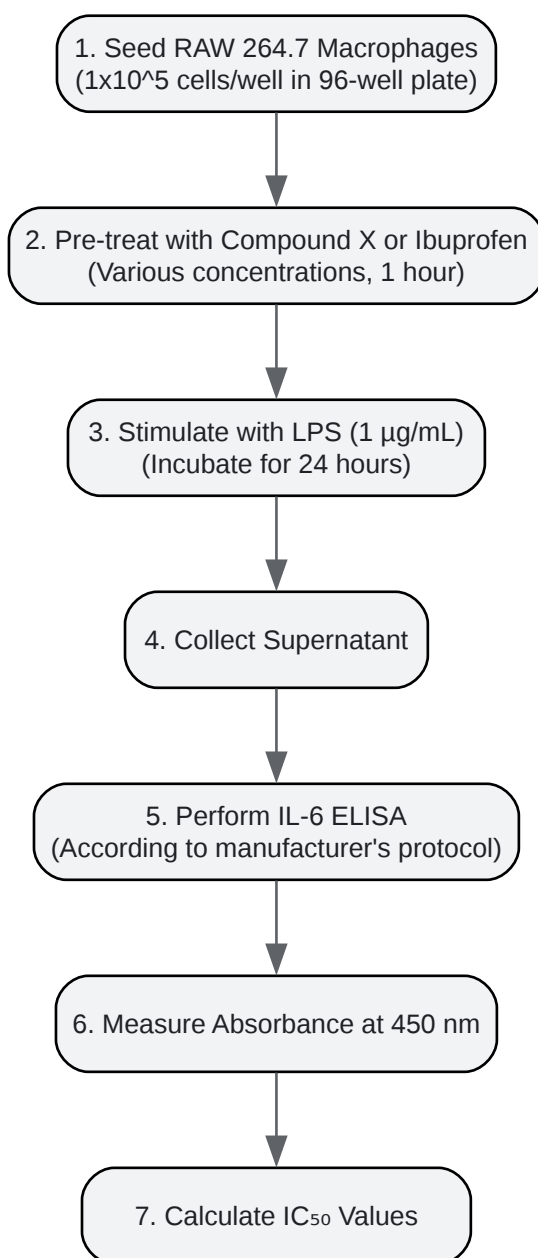 1. Seed RAW 264.7 Macrophages
(1x10^5 cells/well in 96-well plate)
2. Pre-treat with Compound X or Ibuprofen
(Various concentrations, 1 hour)
3. Stimulate with LPS (1 µg/mL)
(Incubate for 24 hours)
4. Collect Supernatant
5. Perform IL-6 ELISA
(According to manufacturer's protocol)
6. Measure Absorbance at 450 nm
7. Calculate IC₅₀ Values